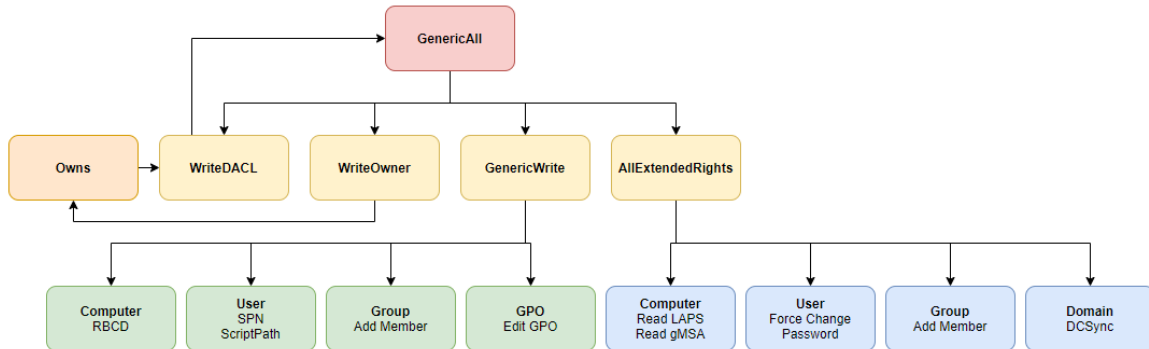 GenericAll
Owns
WriteDACL
WriteOwner
GenericWrite
AllExtendedRights
Computer
RBCD
User
SPN
ScriptPath
Group
Add Member
GPO
Edit GPO
Computer
Read LAPS
Read gMSA
User
Force Change
Password
Group
Add Member
Domain
DCSync